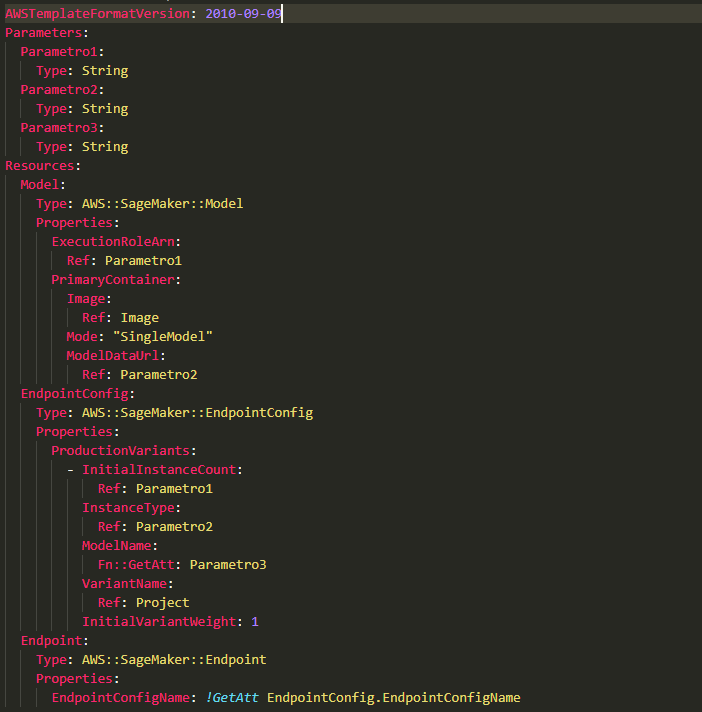 AWSTemplateFormatVersion: 2010-09-09
Parameters:
  Parametro1:
    Type: String
  Parametro2:
    Type: String
  Parametro3:
    Type: String
Resources:
  Model:
    Type: AWS::SageMaker::Model
    Properties:
      ExecutionRoleArn:
        Ref: Parametro1
      PrimaryContainer:
        Image:
          Ref: Image
        Mode: "SingleModel"
        ModelDataUrl:
          Ref: Parametro2
  EndpointConfig:
    Type: AWS::SageMaker::EndpointConfig
    Properties:
      ProductionVariants:
        - InitialInstanceCount:
            Ref: Parametro1
          InstanceType:
            Ref: Parametro2
          ModelName:
            Fn::GetAtt: Parametro3
          VariantName:
            Ref: Project
          InitialVariantWeight: 1
  Endpoint:
    Type: AWS::SageMaker::Endpoint
    Properties:
      EndpointConfigName: !GetAtt EndpointConfig.EndpointConfigName